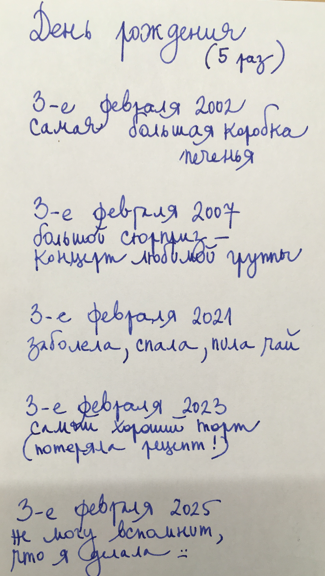 День рождения
(5 раз)
3-е февраля 2002
самая большая коробка
печенья
3-е февраля 2007
большой сюрприз –
концерт любимой группы
3-е февраля 2021
заболела, спала, пила чай
3-е февраля 2023
самый хороший торт
(потеряла рецепт!)
3-е февраля 2025
не могу вспомнит,
что я делала :(